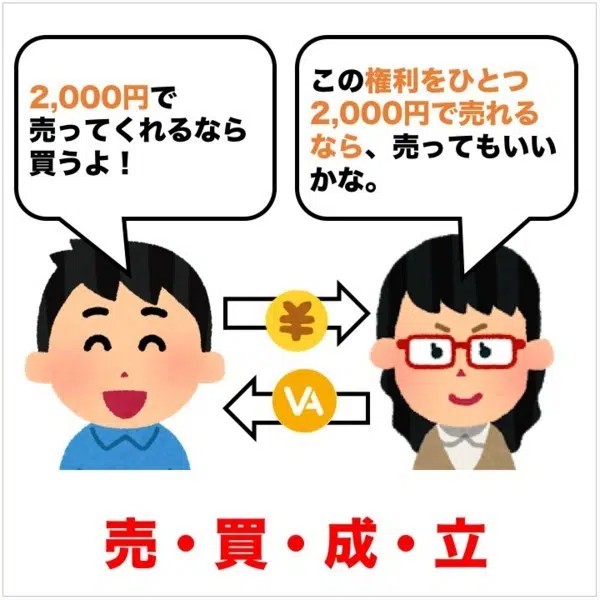 2,000円で
売ってくれるなら
買うよ！
この権利をひとつ
2,000円で売れる
なら、売ってもいい
かな。
¥
VA
売・買・成・立